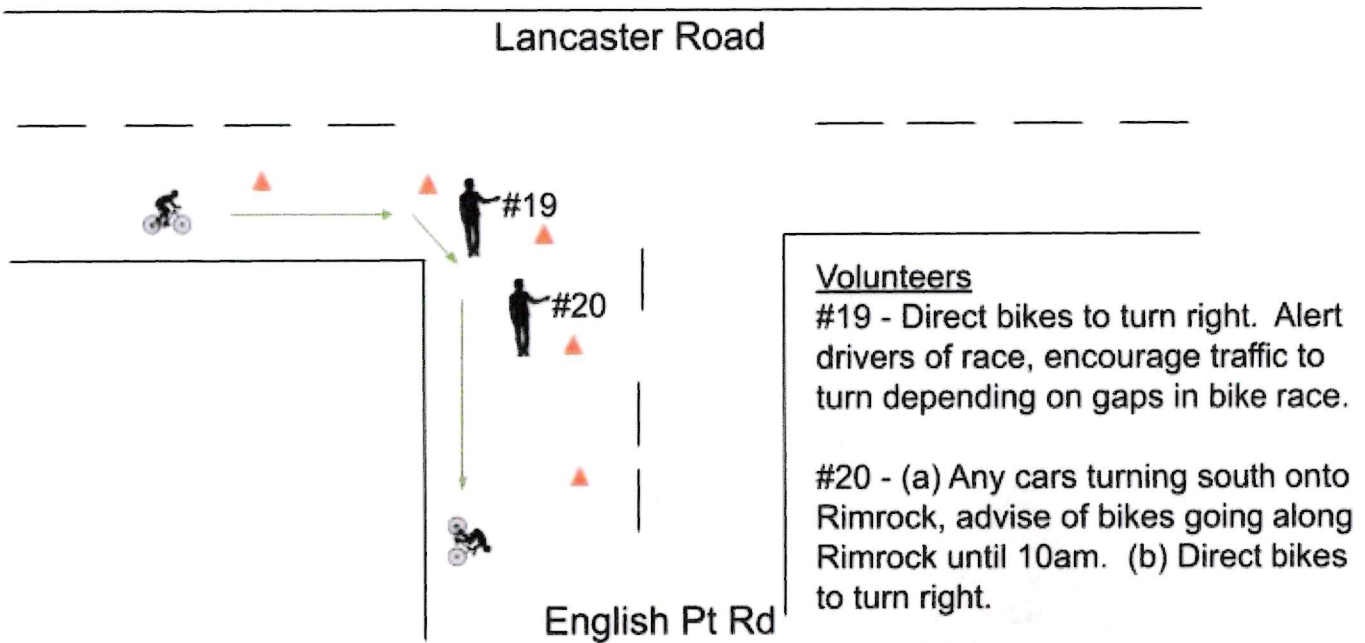 Lancaster Road
#19
#20
Volunteers
#19 - Direct bikes to turn right.  Alert
drivers of race, encourage traffic to
turn depending on gaps in bike race.
#20 - (a) Any cars turning south onto
Rimrock, advise of bikes going along
Rimrock until 10am.  (b) Direct bikes
to turn right.
English Pt Rd